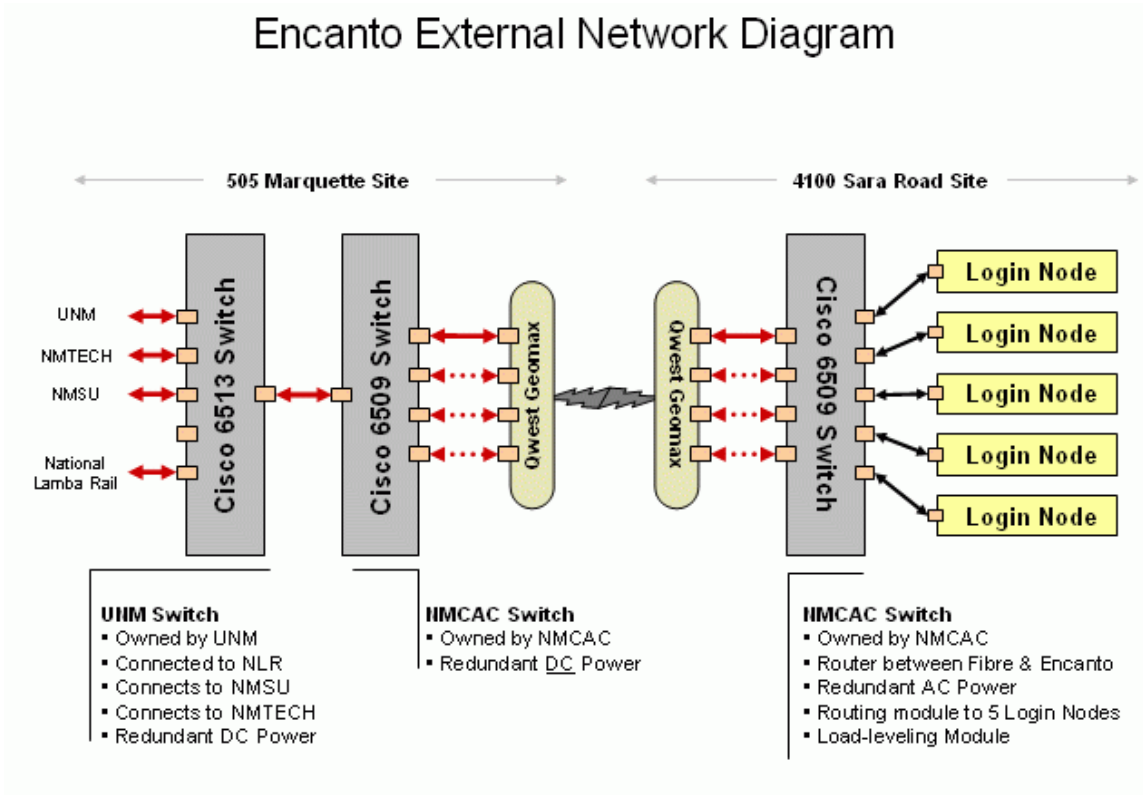 Encanto External Network Diagram
505 Marquette Site
4100 Sara Road Site
UNM
NMTECH
NMSU
National
Lamba Rail
Cisco 6513 Switch
Cisco 6509 Switch
Qwest Geomax
Qwest Geomax
Cisco 6509 Switch
Login Node
Login Node
Login Node
Login Node
Login Node
UNM Switch
▪ Owned by UNM
▪ Connected to NLR
▪ Connects to NMSU
▪ Connects to NMTECH
▪ Redundant DC Power
NMCAC Switch
▪ Owned by NMCAC
▪ Redundant DC Power
NMCAC Switch
▪ Owned by NMCAC
▪ Router between Fibre & Encanto
▪ Redundant AC Power
▪ Routing module to 5 Login Nodes
▪ Load-leveling Module